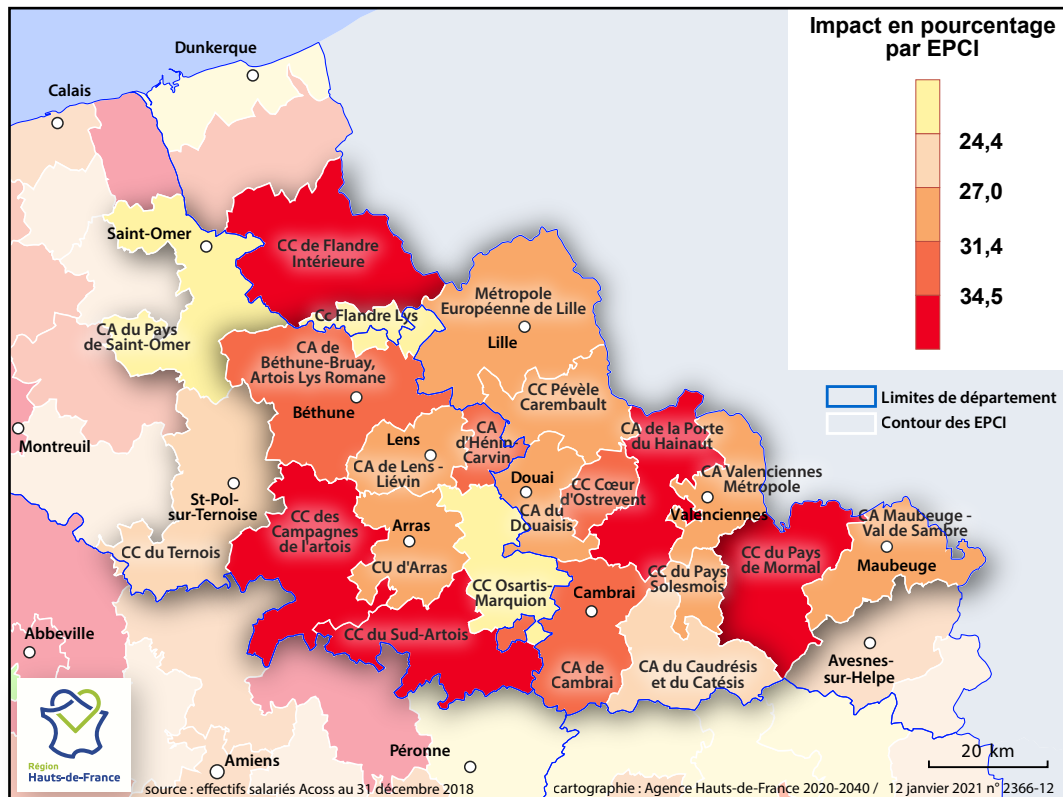 Impact en pourcentage
par EPCI
24,4
27,0
31,4
34,5
Limites de département
Contour des EPCI
Dunkerque
Calais
Saint-Omer
CC de Flandre
Intérieure
CA du Pays
de Saint-Omer
Cc Flandre Lys
Métropole
Européenne de Lille
Lille
CA de
Béthune-Bruay,
Artois Lys Romane
Béthune
CC Pévèle
Carembault
Montreuil
Lens
CA de Lens -
Liévin
CA
d'Hénin
Carvin
CA de la Porte
du Hainaut
St-Pol-
sur-Ternoise
Douai
CA du
Douaisis
CC Cœur
d'Ostrevent
CA Valenciennes
Métropole
Valenciennes
CC des
Campagnes
de l'artois
Arras
CU d'Arras
CC du Ternois
CC du Pays
de Mormal
CA Maubeuge -
Val de Sambre
Maubeuge
CC Osartis
Marquion
Cambrai
CC du Pays
Solesmois
Abbeville
CC du Sud-Artois
CA de
Cambrai
CA du Caudrésis
et du Catésis
Avesnes-
sur-Helpe
Région
Hauts-de-France
Amiens
Péronne
20 km
source : effectifs salariés Acoss au 31 décembre 2018
cartographie : Agence Hauts-de-France 2020-2040 / 12 janvier 2021 n° 2366-12